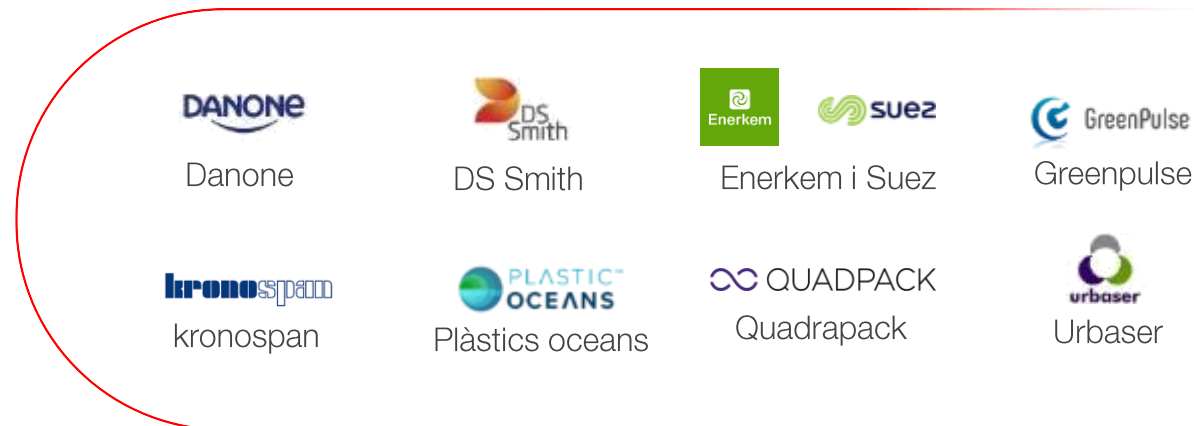 DANONE
DS
Smith
Enerkem
suez
GreenPulse
Danone
DS Smith
Enerkem i Suez
Greenpulse
kronospan
PLASTIC™
OCEANS
QUADPACK
urbaser
kronospan
Plàstics oceans
Quadrapack
Urbaser